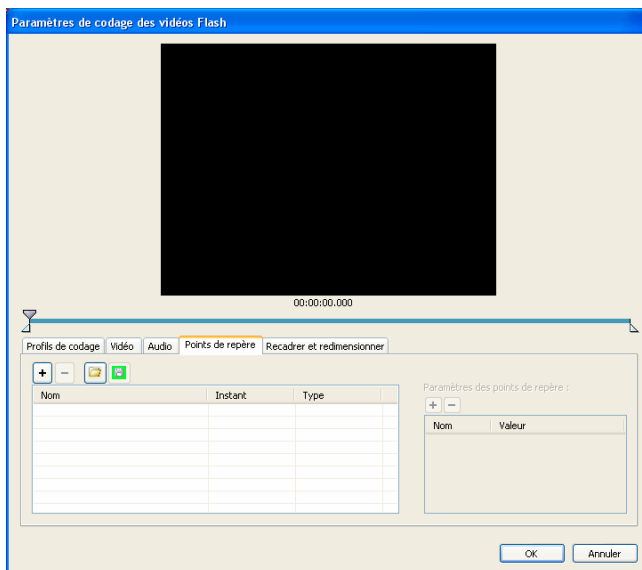 Paramètres de codage des vidéos Flash
00:00:00.000
Profils de codage Vidéo Audio Points de repère Recadrer et redimensionner
Nom Instant Type
Paramètres des points de repère :
Nom Valeur
OK Annuler